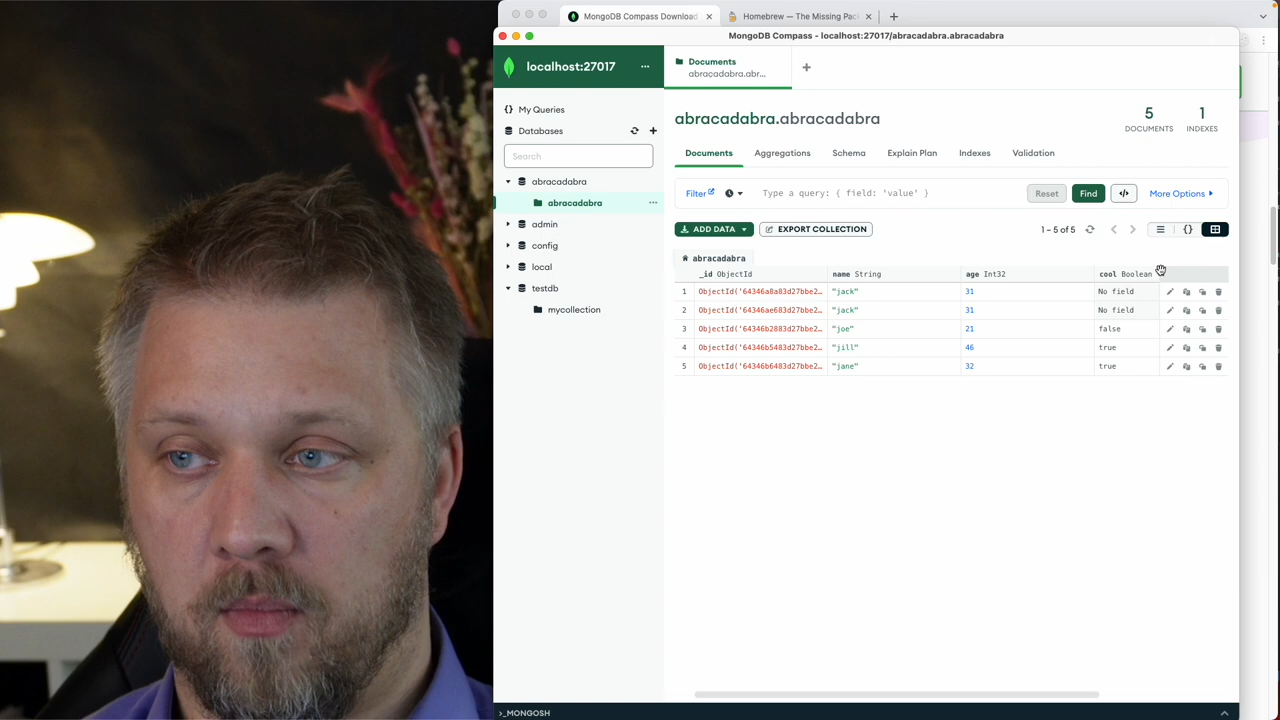 MongoDB Compass Download
Homebrew — The Missing Pac
MongoDB Compass - localhost:27017/abracadabra.abracadabra
localhost:27017
Documents
abracadabra.abr...
{} My Queries
Databases
Search
abracadabra
abracadabra
admin
config
local
testdb
mycollection
abracadabra.abracadabra
5
DOCUMENTS
1
INDEXES
Documents Aggregations Schema Explain Plan Indexes Validation
Filter Type a query: { field: 'value' } Reset Find </> More Options
ADD DATA EXPORT COLLECTION 1 – 5 of 5 {}
abracadabra
_id ObjectId name String age Int32 cool Boolean
1 ObjectId('64346a8a83d27bbe2… "jack" 31 No field
2 ObjectId('64346ae683d27bbe2… "jack" 31 No field
3 ObjectId('64346b2883d27bbe2… "joe" 21 false
4 ObjectId('64346b5483d27bbe2… "jill" 46 true
5 ObjectId('64346b6483d27bbe2… "jane" 32 true
>_MONGOSH